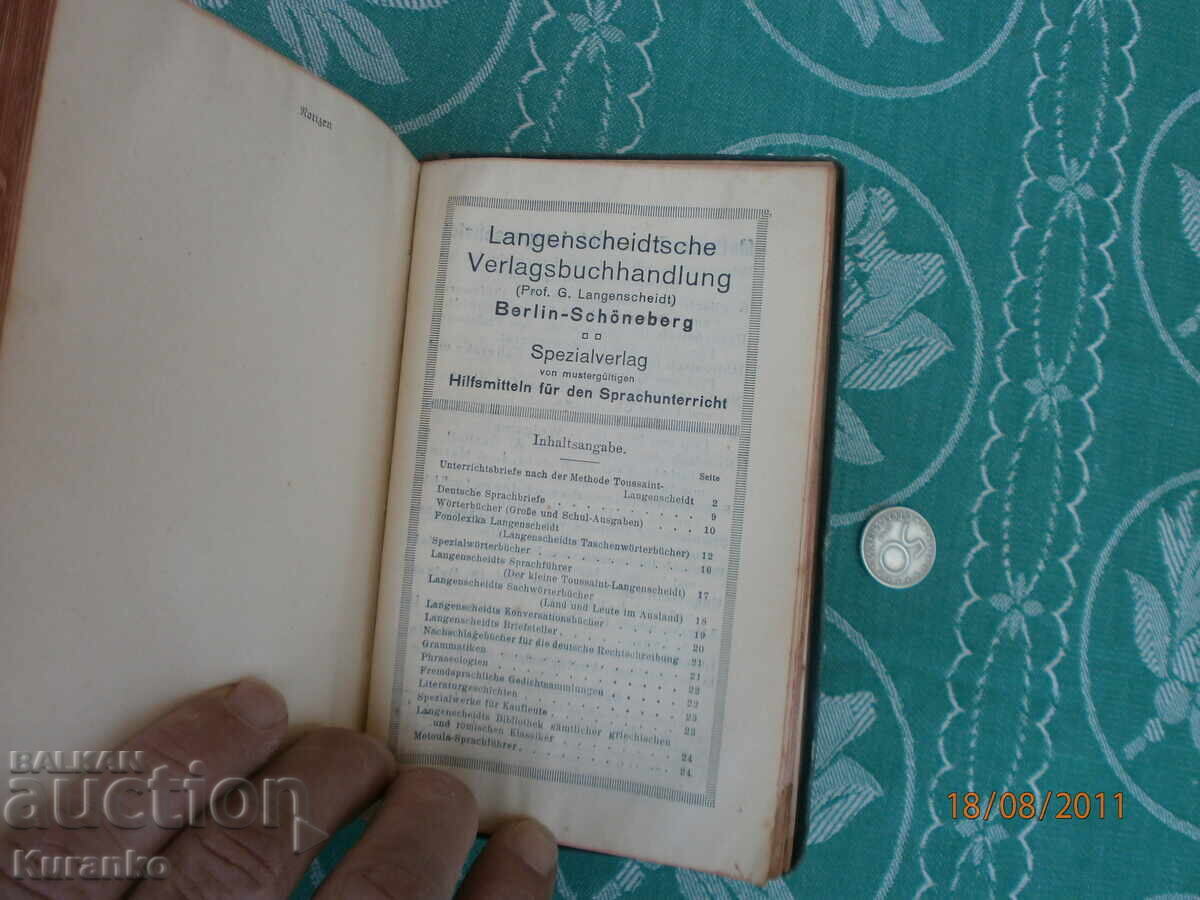 Notizen
Langenscheidtsche
Verlagsbuchhandlung
(Prof. G. Langenscheidt)
Berlin-Schöneberg
Spezialverlag
von mustergültigen
Hilfsmitteln für den Sprachunterricht
Inhaltsangabe.
Seite
Unterrichtsbriefe nach der Methode Toussaint-
Langenscheidt 2
Deutsche Sprachbriefe . . . . . . . . . 9
Wörterbücher (Große und Schul-Ausgaben) . . . 10
Fonolexika Langenscheidt
(Langenscheidts Taschenwörterbücher) 12
Spezialwörterbücher . . . . . . . . . 16
Langenscheidts Sprachführer
(Der kleine Toussaint-Langenscheidt) 17
Langenscheidts Sachwörterbücher
(Land und Leute im Ausland) 18
Langenscheidts Konversationsbücher . . . . . 19
Langenscheidts Briefsteller . . . . . . . 20
Nachschlagebücher für die deutsche Rechtschreibung 21
Grammatiken . . . . . . . . . . 21
Phraseologien . . . . . . . . . . 22
Fremdsprachliche Gedichtsammlungen . . . . . 22
Literaturgeschichten . . . . . . . . 23
Spezialwerke für Kaufleute . . . . . . . 23
Langenscheidts Bibliothek sämtlicher griechischen
und römischen Klassiker . . . . . . 24
Metoula-Sprachführer . . . . . . . . 24
BALKAN
auction
Kuranko
18/08/2011